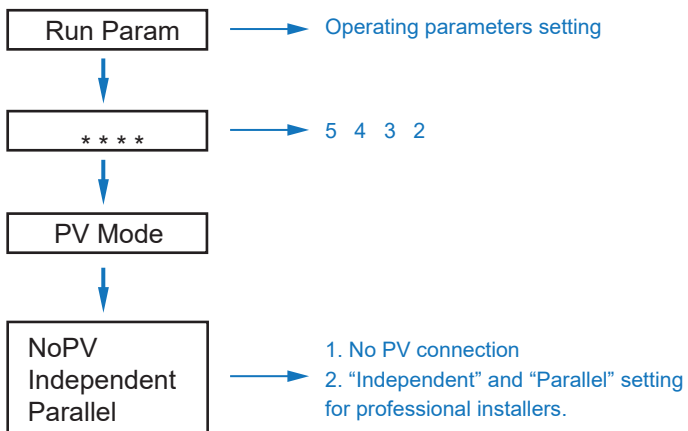 Run Param
Operating parameters setting
* * * *
5 4 3 2
PV Mode
NoPV
Independent
Parallel
1. No PV connection
2. “Independent” and “Parallel” setting
for professional installers.